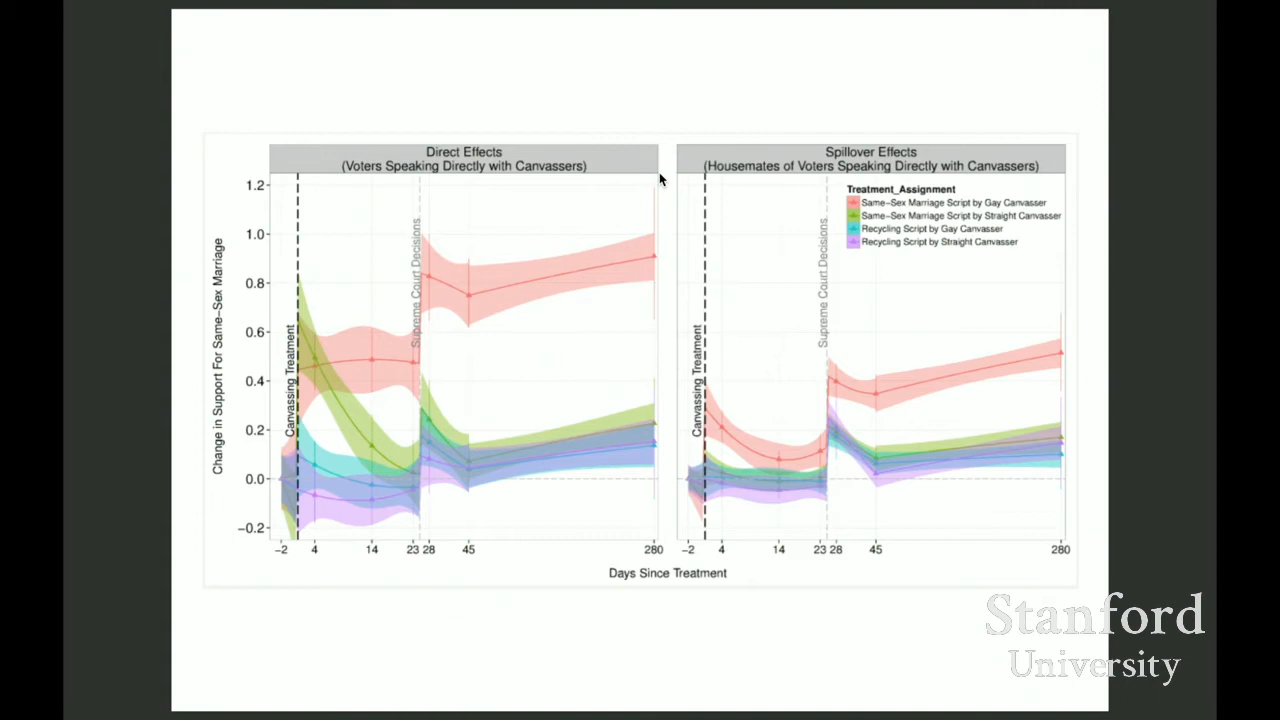 Direct Effects
(Voters Speaking Directly with Canvassers)
Spillover Effects
(Housemates of Voters Speaking Directly with Canvassers)
Change in Support For Same−Sex Marriage
1.2
1.0
0.8
0.6
0.4
0.2
0.0
−0.2
Canvassing Treatment
Supreme Court Decisions
Canvassing Treatment
Supreme Court Decisions
Treatment_Assignment
Same−Sex Marriage Script by Gay Canvasser
Same−Sex Marriage Script by Straight Canvasser
Recycling Script by Gay Canvasser
Recycling Script by Straight Canvasser
−2 4 14 23 28 45 280
−2 4 14 23 28 45 280
Days Since Treatment
Stanford
University